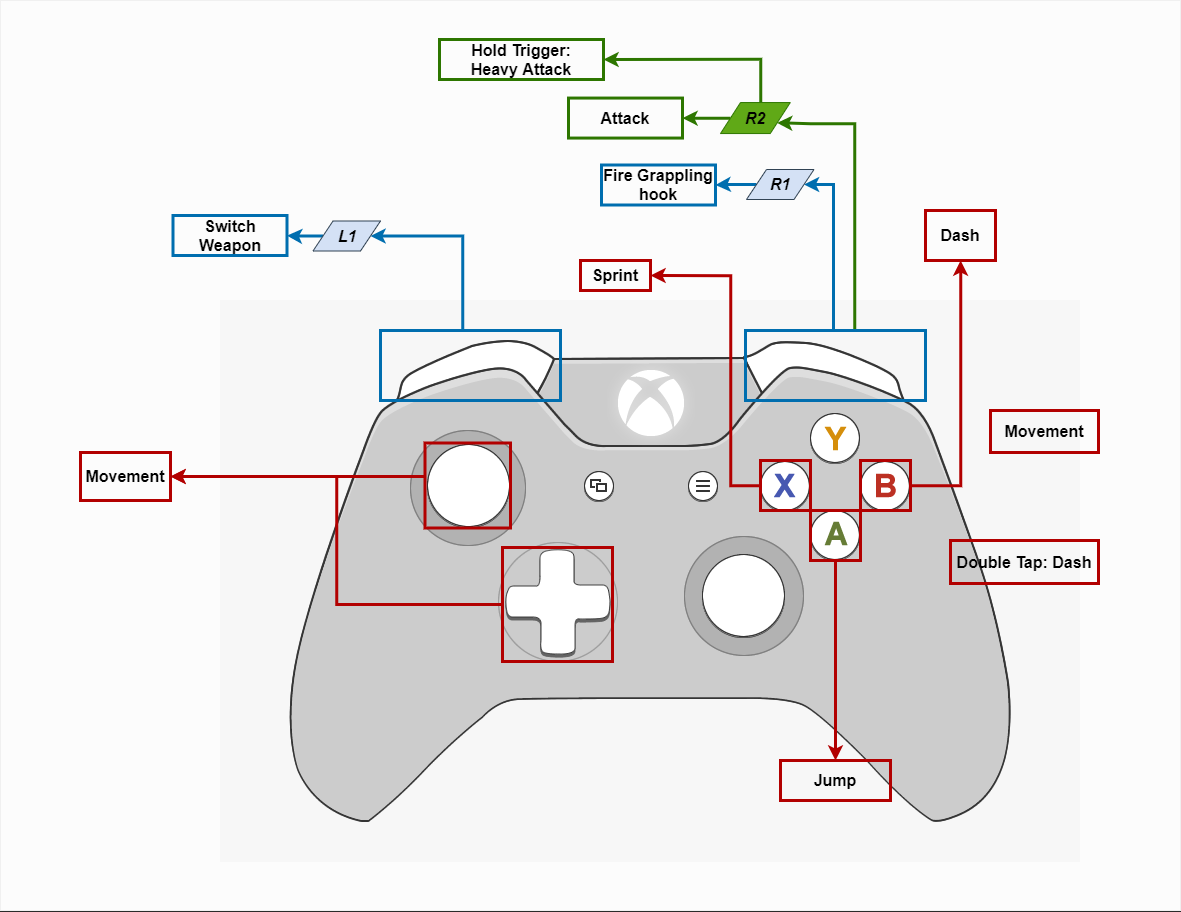 Hold Trigger:
Heavy Attack
Attack
R2
Fire Grappling
hook
R1
Switch
Weapon
L1
Dash
Sprint
Movement
Y
Movement
X
B
A
Double Tap: Dash
Jump